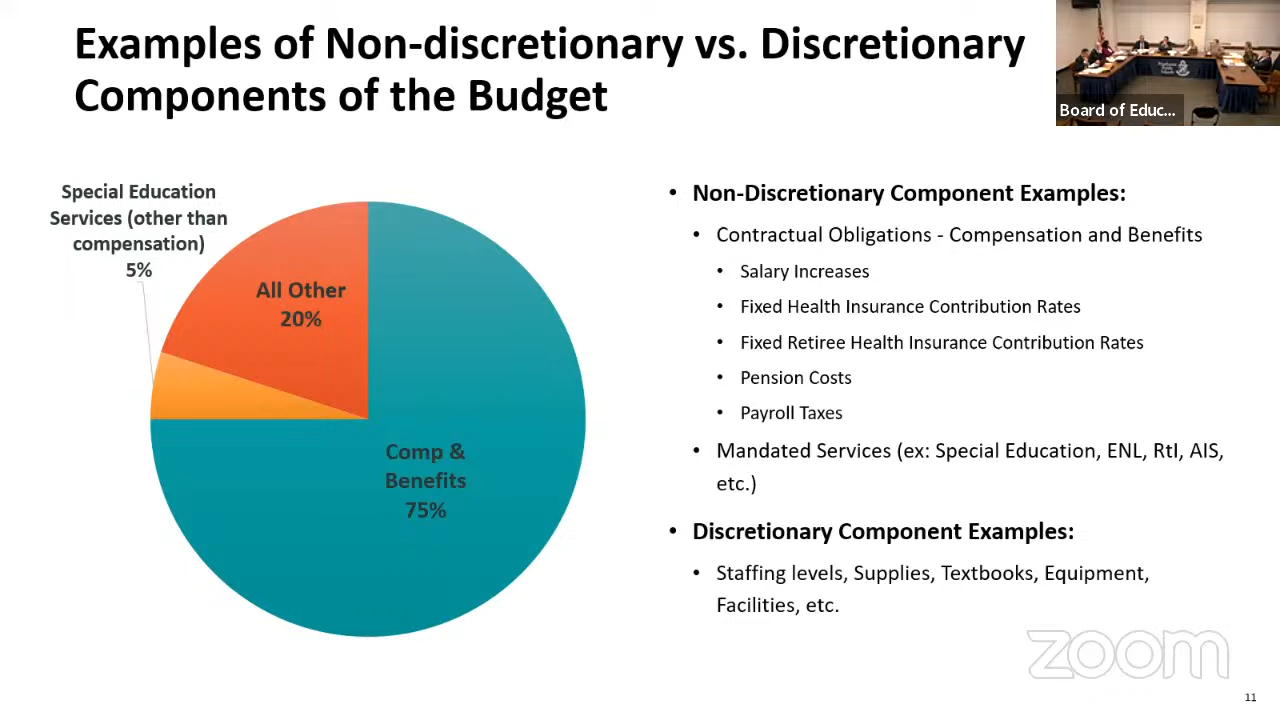 Examples of Non-discretionary vs. Discretionary
Components of the Budget
Board of Educ...
Special Education
Services (other than
compensation)
5%
All Other
20%
Comp &
Benefits
75%
• Non-Discretionary Component Examples:
• Contractual Obligations - Compensation and Benefits
• Salary Increases
• Fixed Health Insurance Contribution Rates
• Fixed Retiree Health Insurance Contribution Rates
• Pension Costs
• Payroll Taxes
• Mandated Services (ex: Special Education, ENL, RtI, AIS,
etc.)
• Discretionary Component Examples:
• Staffing levels, Supplies, Textbooks, Equipment,
Facilities, etc.
zoom
11